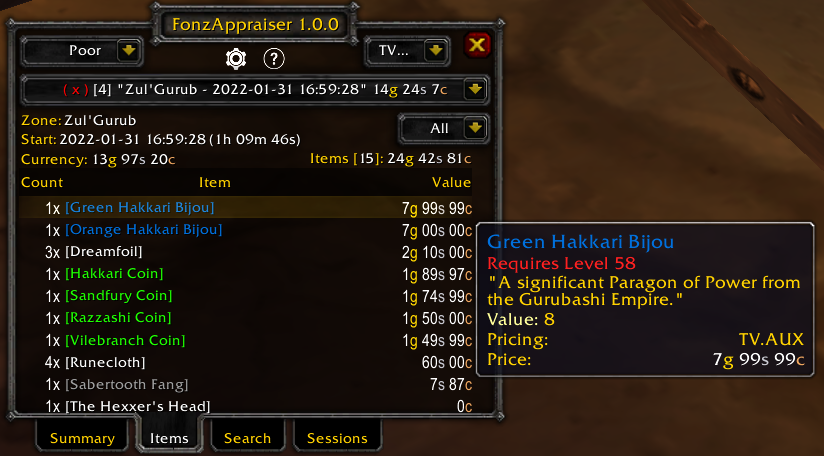 FonzAppraiser 1.0.0
Poor
TV...
?
( x ) [4] "Zul'Gurub - 2022-01-31 16:59:28" 14g 24s 7c
Zone: Zul'Gurub
All
Start: 2022-01-31 16:59:28 (1h 09m 46s)
Currency: 13g 97s 20c
Items [15]: 24g 42s 81c
Count Item Value
1x [Green Hakkari Bijou] 7g 99s 99c
1x [Orange Hakkari Bijou] 7g 00s 00c
3x [Dreamfoil] 2g 10s 00c
1x [Hakkari Coin] 1g 89s 97c
1x [Sandfury Coin] 1g 74s 99c
1x [Razzashi Coin] 1g 50s 00c
1x [Vilebranch Coin] 1g 49s 99c
4x [Runecloth] 60s 00c
1x [Sabertooth Fang] 7s 87c
1x [The Hexxer's Head] 0c
Green Hakkari Bijou
Requires Level 58
"A significant Paragon of Power from
the Gurubashi Empire."
Value: 8
Pricing: TV.AUX
Price: 7g 99s 99c
Summary
Items
Search
Sessions